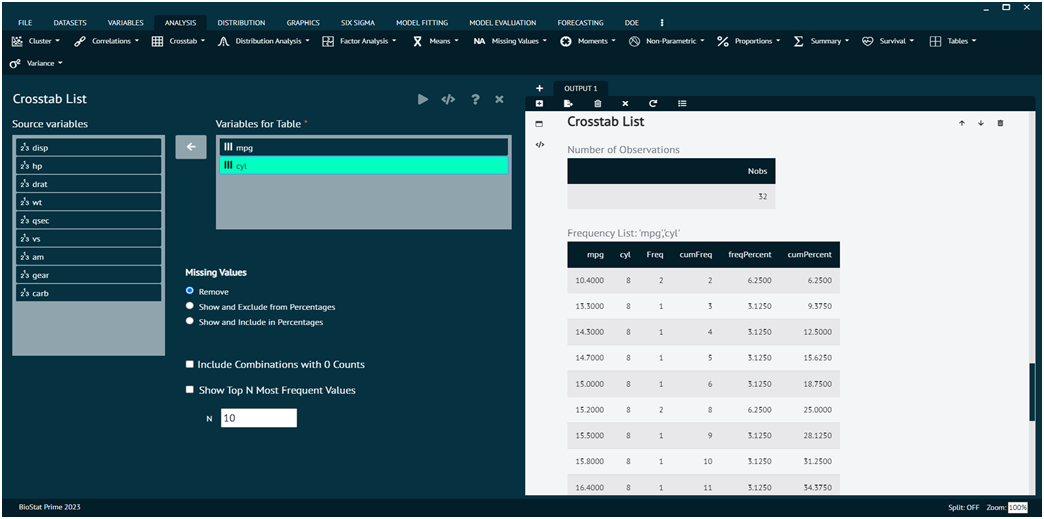 FILE DATASETS VARIABLES ANALYSIS DISTRIBUTION GRAPHICS SIX SIGMA MODEL FITTING MODEL EVALUATION FORECASTING DOE
Cluster Correlations Crosstab Distribution Analysis Factor Analysis Means NA Missing Values Moments Non-Parametric Proportions Summary Survival Tables
σ² Variance
Crosstab List
Source variables
disp
hp
drat
wt
qsec
vs
am
gear
carb
Variables for Table *
mpg
cyl
Missing Values
Remove
Show and Exclude from Percentages
Show and Include in Percentages
Include Combinations with 0 Counts
Show Top N Most Frequent Values
N 10
OUTPUT 1
Crosstab List
Number of Observations
Nobs
32
Frequency List: 'mpg','cyl'
mpg cyl Freq cumFreq freqPercent cumPercent
10.4000 8 2 2 6.2500 6.2500
13.3000 8 1 3 3.1250 9.3750
14.3000 8 1 4 3.1250 12.5000
14.7000 8 1 5 3.1250 15.6250
15.0000 8 1 6 3.1250 18.7500
15.2000 8 2 8 6.2500 25.0000
15.5000 8 1 9 3.1250 28.1250
15.8000 8 1 10 3.1250 31.2500
16.4000 8 1 11 3.1250 34.3750
BioStat Prime 2023
Split: OFF Zoom: 100%